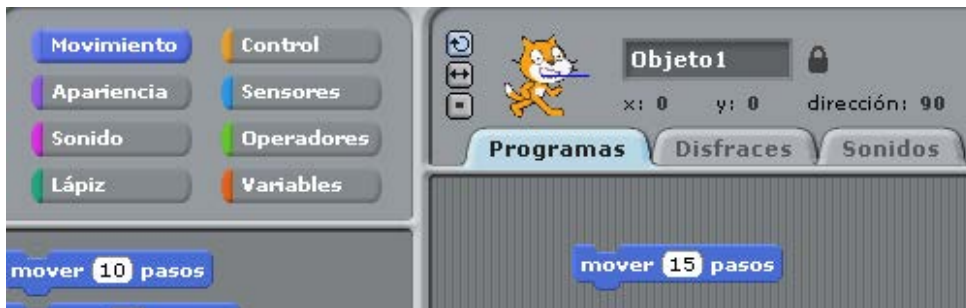 Movimiento
Control
Apariencia
Sensores
Sonido
Operadores
Lápiz
Variables
mover 10 pasos
Objeto1
x: 0 y: 0 dirección: 90
Programas Disfraces Sonidos
mover 15 pasos